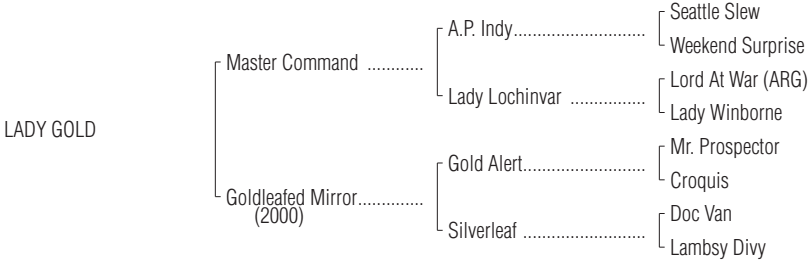 Seattle Slew
A.P. Indy..........................
Weekend Surprise
Master Command ............
Lord At War (ARG)
Lady Lochinvar ...............
Lady Winborne
LADY GOLD
Mr. Prospector
Gold Alert........................
Croquis
Goldleafed Mirror.............
(2000)
Doc Van
Silverleaf ........................
Lambsy Divy